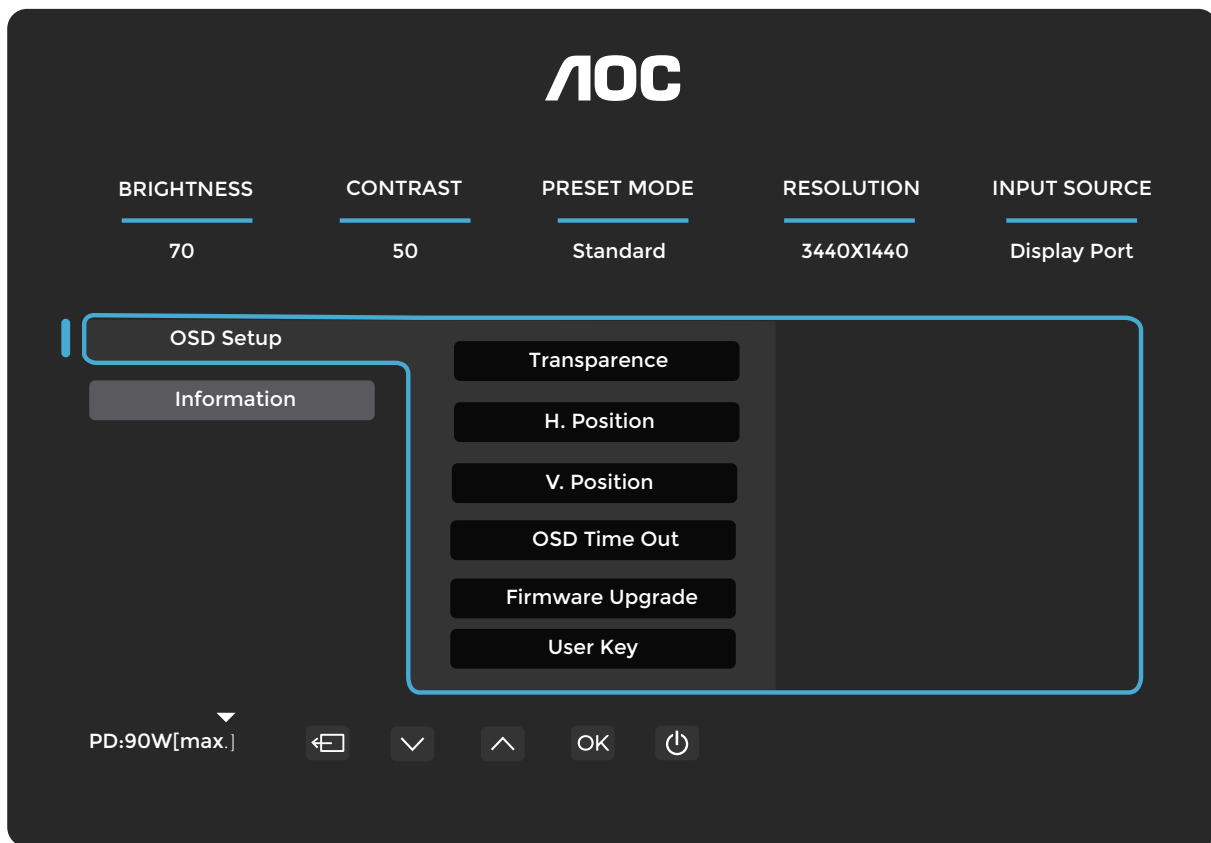 AOC
BRIGHTNESS CONTRAST PRESET MODE RESOLUTION INPUT SOURCE
70 50 Standard 3440X1440 Display Port
OSD Setup
Information
Transparence
H. Position
V. Position
OSD Time Out
Firmware Upgrade
User Key
PD:90W[max.] OK